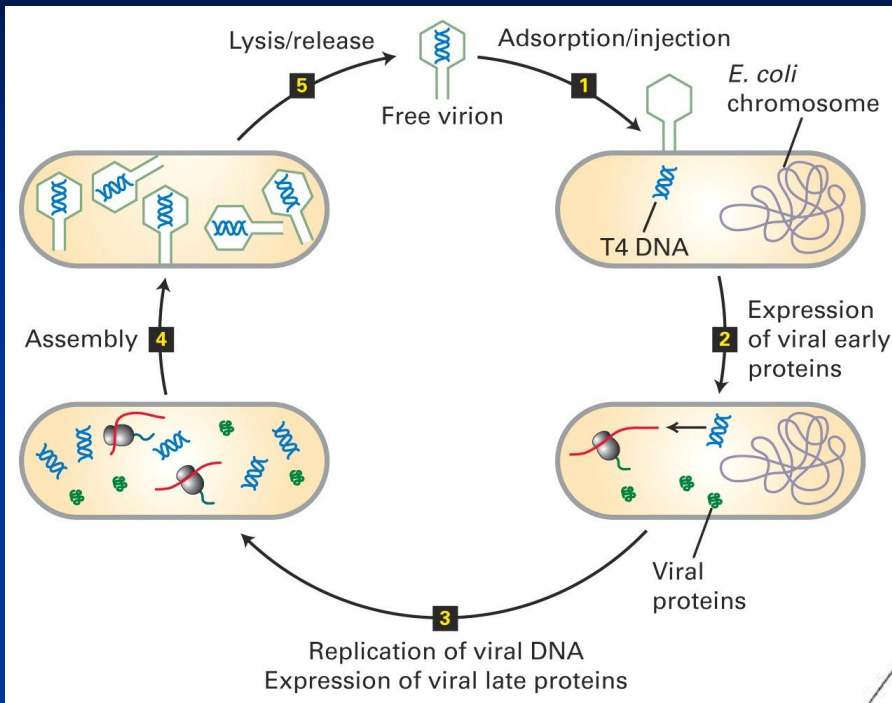 Lysis/release
5
Free virion
Adsorption/injection
1
E. coli
chromosome
T4 DNA
2
Expression
of viral early
proteins
Viral
proteins
3
Replication of viral DNA
Expression of viral late proteins
Assembly
4